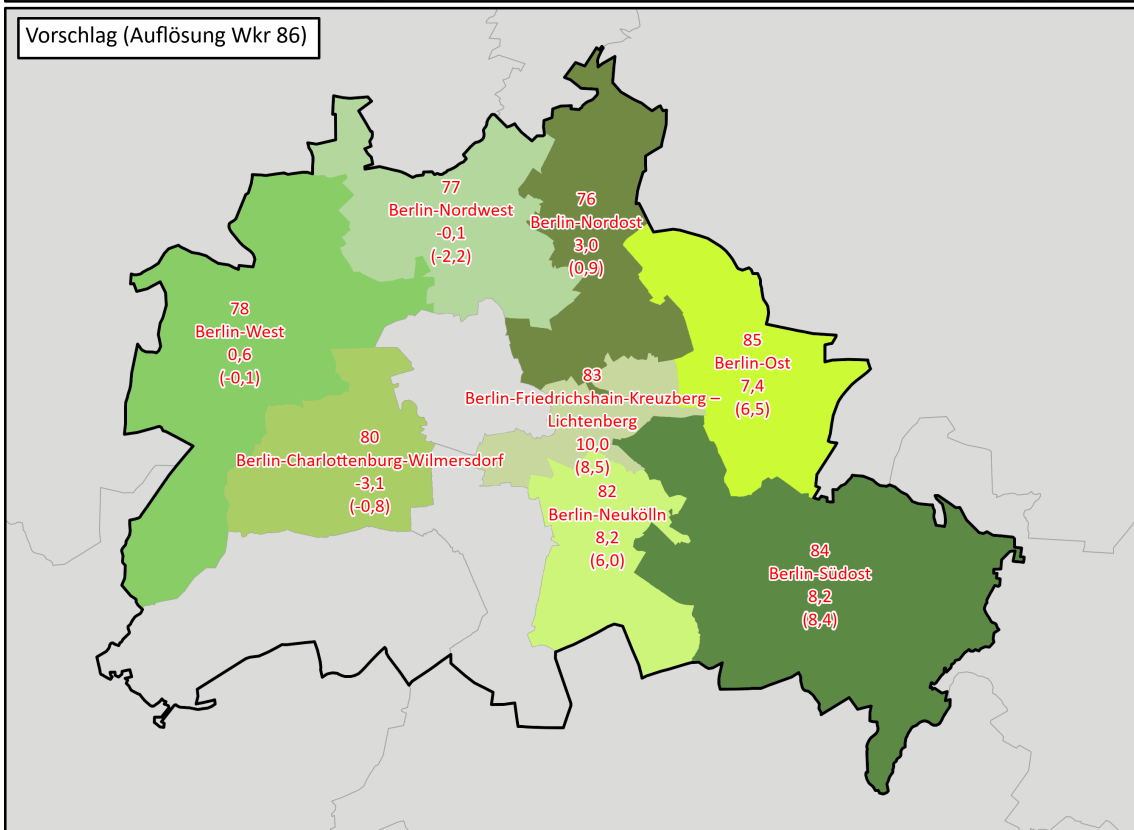 Vorschlag (Auflösung Wkr 86)
77
Berlin-Nordwest
-0,1
(-2,2)
76
Berlin-Nordost
3,0
(0,9)
78
Berlin-West
0,6
(-0,1)
85
Berlin-Ost
7,4
(6,5)
83
Berlin-Friedrichshain-Kreuzberg –
Lichtenberg
10,0
(8,5)
80
Berlin-Charlottenburg-Wilmersdorf
-3,1
(-0,8)
82
Berlin-Neukölln
8,2
(6,0)
84
Berlin-Südost
8,2
(8,4)